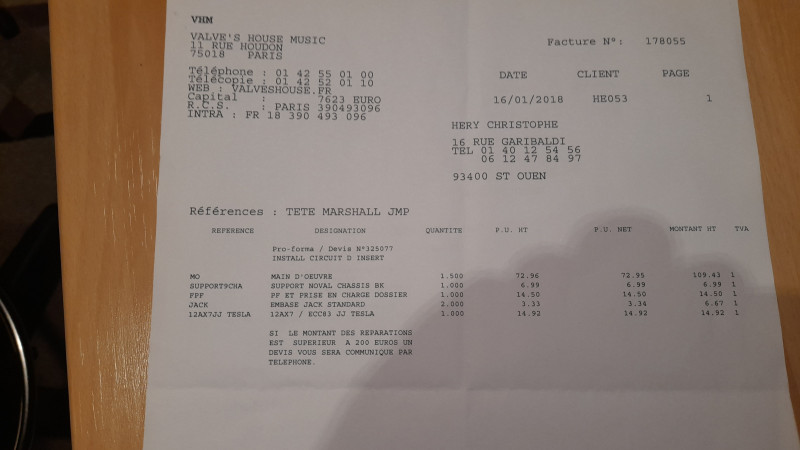 VHM
VALVE'S HOUSE MUSIC
11 RUE HOUDON
75018 PARIS
Facture N°: 178055
Téléphone : 01 42 55 01 00
Télécopie : 01 42 52 01 10
WEB : VALVESHOUSE.FR
Capital : 7623 EURO
R.C.S. : PARIS 390493096
INTRA : FR 18 390 493 096
DATE CLIENT PAGE
16/01/2018 HE053 1
HERY CHRISTOPHE
16 RUE GARIBALDI
TEL 01 40 12 54 56
06 12 47 84 97
93400 ST OUEN
Références : TETE MARSHALL JMP
REFERENCE DESIGNATION QUANTITE P.U. HT P.U. NET MONTANT HT TVA
Pro-forma / Devis N°325077
INSTALL CIRCUIT D INSERT
MO MAIN D'OEUVRE 1.500 72.96 72.95 109.43 1
SUPPORT9CHA SUPPORT NOVAL CHASSIS BK 1.000 6.99 6.99 6.99 1
FPF PF ET PRISE EN CHARGE DOSSIER 1.000 14.50 14.50 14.50 1
JACK EMBASE JACK STANDARD 2.000 3.33 3.34 6.67 1
12AX7JJ TESLA 12AX7 / ECC83 JJ TESLA 1.000 14.92 14.92 14.92 1
SI LE MONTANT DES REPARATIONS
EST SUPERIEUR A 200 EUROS UN
DEVIS VOUS SERA COMMUNIQUE PAR
TELEPHONE.